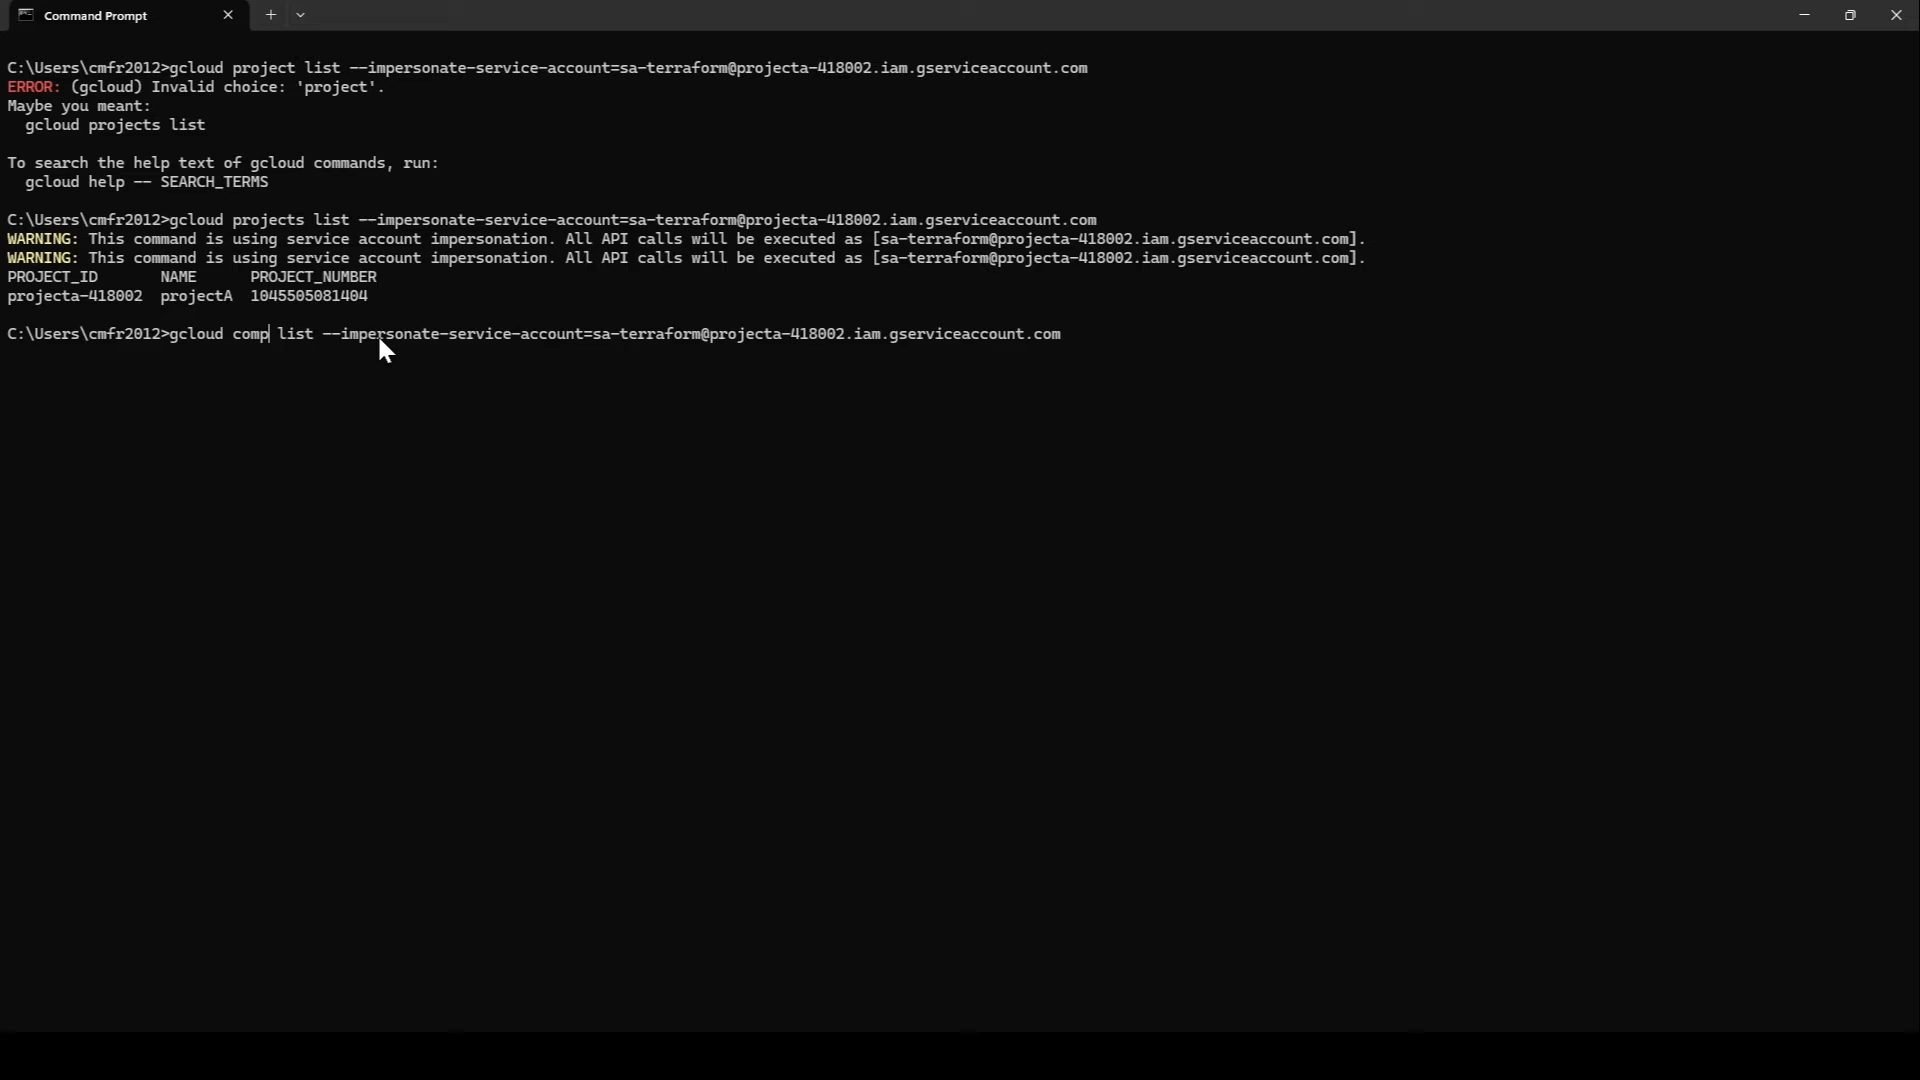 Command Prompt
C:\Users\cmfr2012>gcloud project list --impersonate-service-account=sa-terraform@projecta-418002.iam.gserviceaccount.com
ERROR: (gcloud) Invalid choice: 'project'.
Maybe you meant:
  gcloud projects list
To search the help text of gcloud commands, run:
  gcloud help -- SEARCH_TERMS
C:\Users\cmfr2012>gcloud projects list --impersonate-service-account=sa-terraform@projecta-418002.iam.gserviceaccount.com
WARNING: This command is using service account impersonation. All API calls will be executed as [sa-terraform@projecta-418002.iam.gserviceaccount.com].
WARNING: This command is using service account impersonation. All API calls will be executed as [sa-terraform@projecta-418002.iam.gserviceaccount.com].
PROJECT_ID       NAME      PROJECT_NUMBER
projecta-418002  projectA  1045505081404
C:\Users\cmfr2012>gcloud comp list --impersonate-service-account=sa-terraform@projecta-418002.iam.gserviceaccount.com